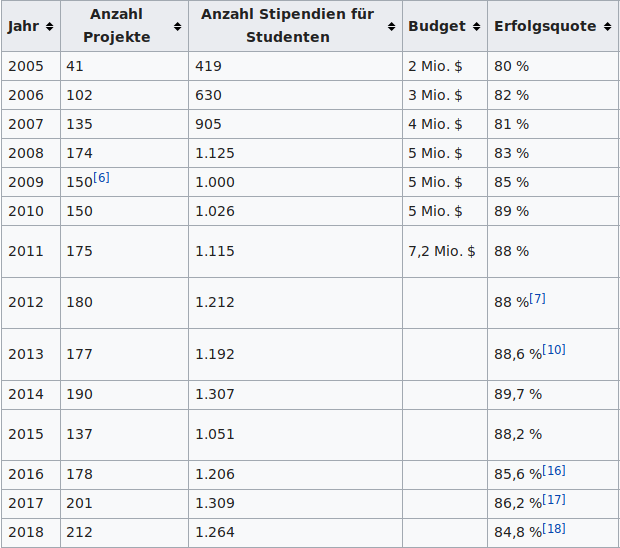 Jahr Anzahl Projekte Anzahl Stipendien für Studenten Budget Erfolgsquote
2005 41 419 2 Mio. $ 80 %
2006 102 630 3 Mio. $ 82 %
2007 135 905 4 Mio. $ 81 %
2008 174 1.125 5 Mio. $ 83 %
2009 150[6] 1.000 5 Mio. $ 85 %
2010 150 1.026 5 Mio. $ 89 %
2011 175 1.115 7,2 Mio. $ 88 %
2012 180 1.212 88 %[7]
2013 177 1.192 88,6 %[10]
2014 190 1.307 89,7 %
2015 137 1.051 88,2 %
2016 178 1.206 85,6 %[16]
2017 201 1.309 86,2 %[17]
2018 212 1.264 84,8 %[18]